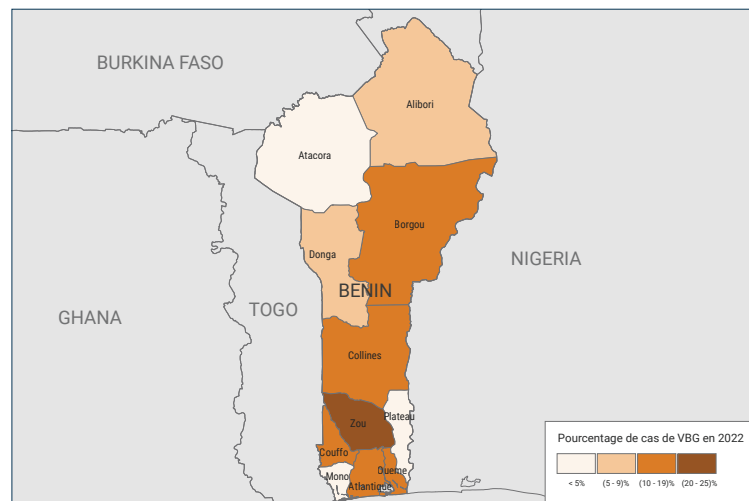 BURKINA FASO
Alibori
Atacora
Borgou
Donga
NIGERIA
BENIN
TOGO
GHANA
Collines
Plateau
Zou
Couffo
Mono
Oueme
Atlantique
Pourcentage de cas de VBG en 2022
< 5%
(5 - 9)%
(10 - 19)%
(20 - 25)%